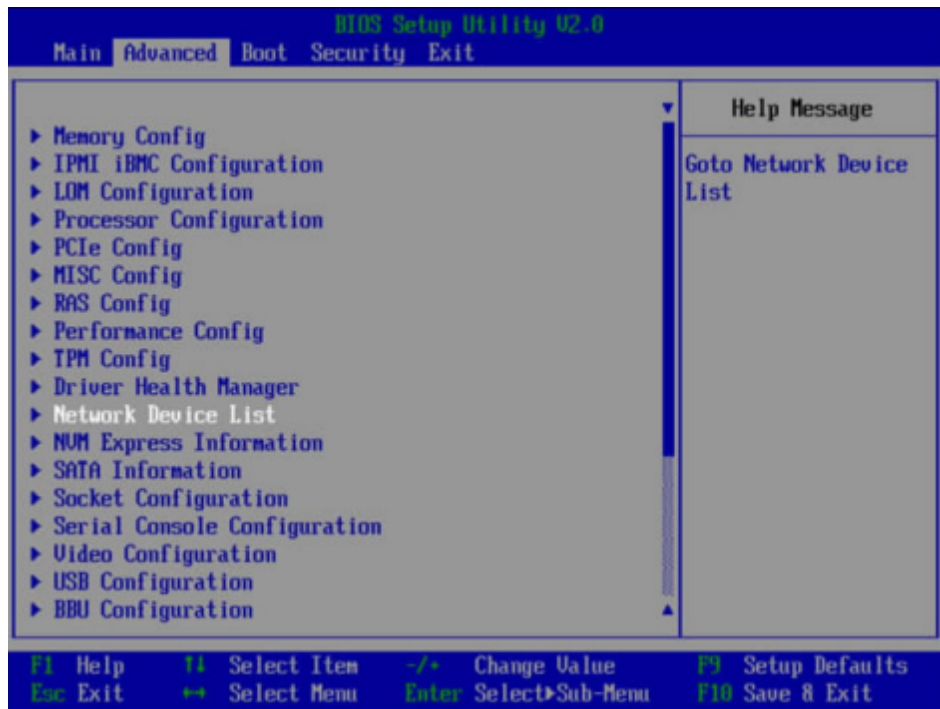 BIOS Setup Utility V2.0
Main Advanced Boot Security Exit
Memory Config
IPMI iBMC Configuration
LOM Configuration
Processor Configuration
PCIe Config
MISC Config
RAS Config
Performance Config
TPM Config
Driver Health Manager
Network Device List
NVM Express Information
SATA Information
Socket Configuration
Serial Console Configuration
Video Configuration
USB Configuration
BBU Configuration
Help Message
Goto Network Device
List
F1 Help ↑↓ Select Item -/+ Change Value F9 Setup Defaults
Esc Exit ↔ Select Menu Enter Select▶Sub-Menu F10 Save & Exit